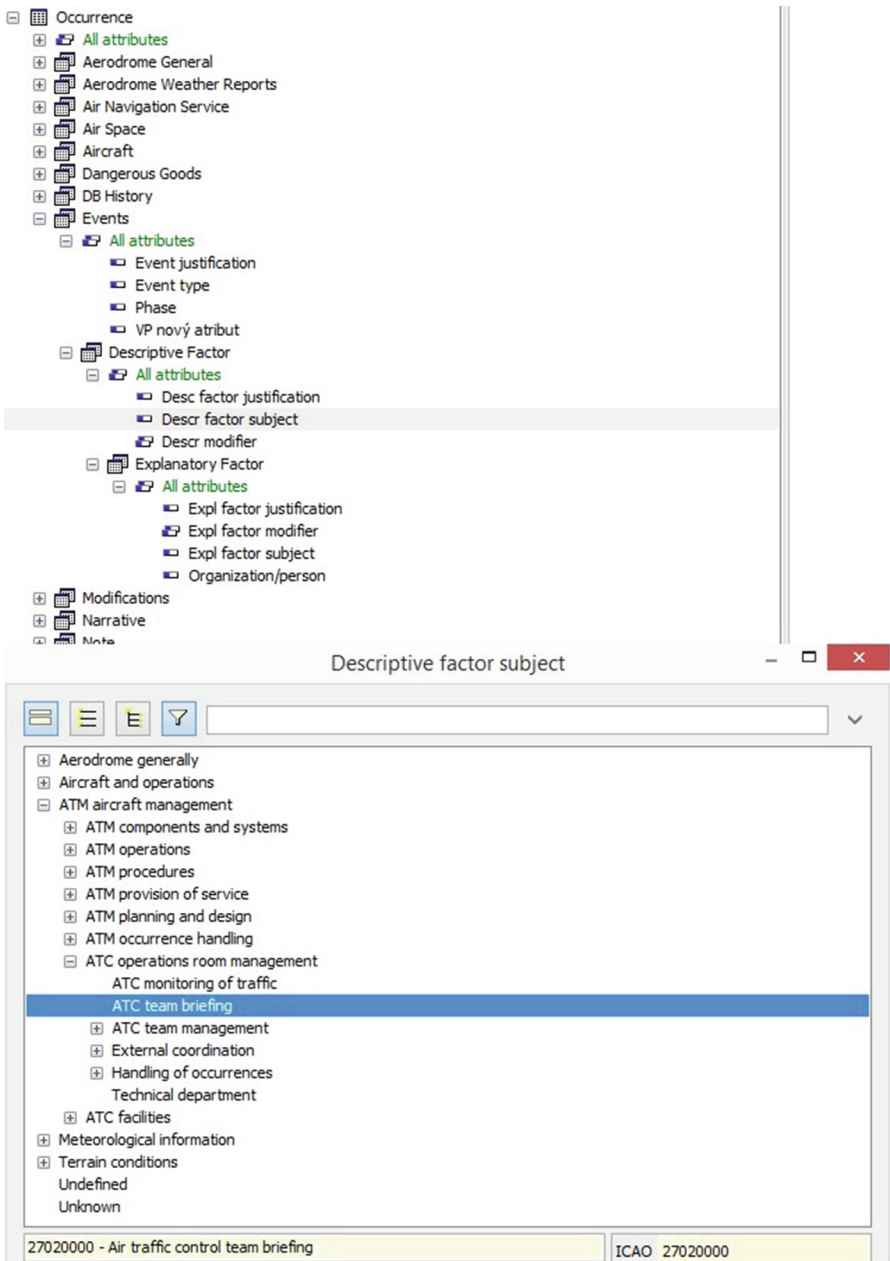 Occurrence
All attributes
Aerodrome General
Aerodrome Weather Reports
Air Navigation Service
Air Space
Aircraft
Dangerous Goods
DB History
Events
All attributes
Event justification
Event type
Phase
VP nový atribut
Descriptive Factor
All attributes
Desc factor justification
Descr factor subject
Descr modifier
Explanatory Factor
All attributes
Expl factor justification
Expl factor modifier
Expl factor subject
Organization/person
Modifications
Narrative
Note
Descriptive factor subject
Aerodrome generally
Aircraft and operations
ATM aircraft management
ATM components and systems
ATM operations
ATM procedures
ATM provision of service
ATM planning and design
ATM occurrence handling
ATC operations room management
ATC monitoring of traffic
ATC team briefing
ATC team management
External coordination
Handling of occurrences
Technical department
ATC facilities
Meteorological information
Terrain conditions
Undefined
Unknown
27020000 - Air traffic control team briefing
ICAO 27020000